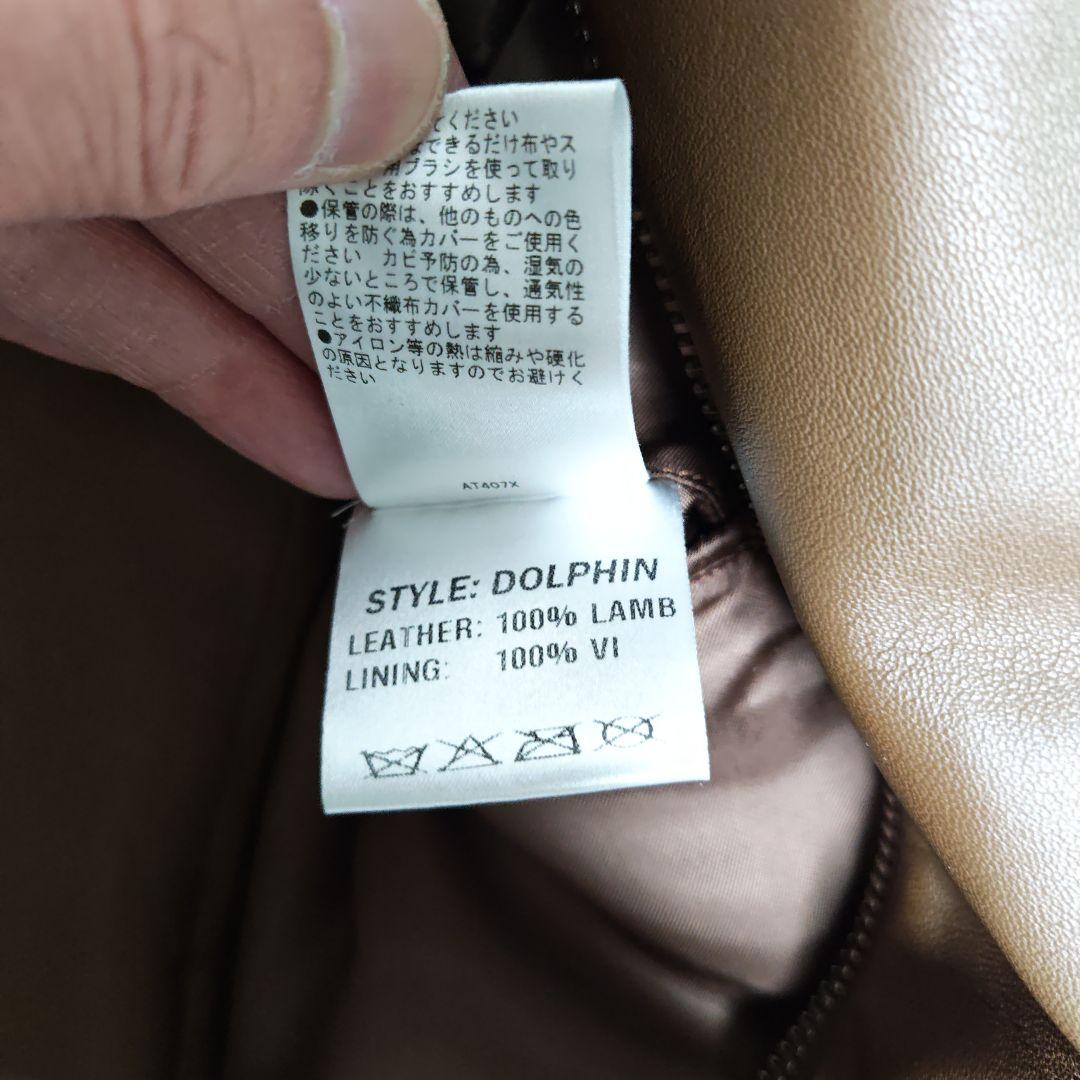 てください
できるだけ布やス
用ブラシを使って取り
除くことをおすすめします
●保管の際は、他のものへの色
移りを防ぐ為カバーをご使用く
ださい カビ予防の為、湿気の
少ないところで保管し、通気性
のよい不織布カバーを使用する
ことをおすすめします
●アイロン等の熱は縮みや硬化
の原因となりますのでお避けく
ださい
AT407X
STYLE: DOLPHIN
LEATHER: 100% LAMB
LINING: 100% VI